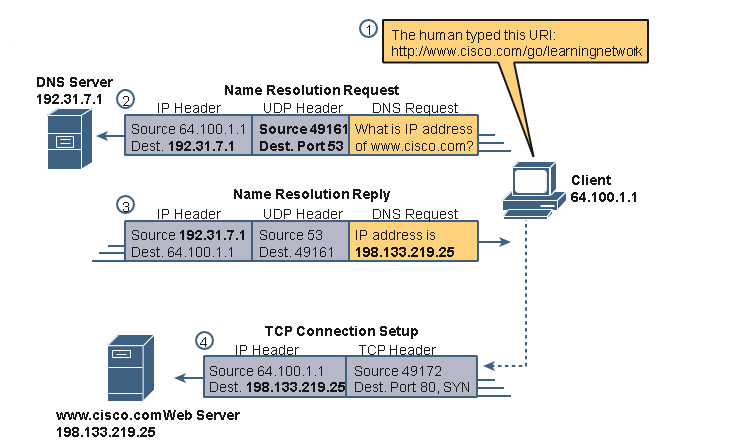 1
The human typed this URI:
http://www.cisco.com/go/learningnetwork
DNS Server
192.31.7.1
2
Name Resolution Request
IP Header
UDP Header
DNS Request
Source 64.100.1.1
Dest. 192.31.7.1
Source 49161
Dest. Port 53
What is IP address
of www.cisco.com?
Client
64.100.1.1
3
Name Resolution Reply
IP Header
UDP Header
DNS Request
Source 192.31.7.1
Dest. 64.100.1.1
Source 53
Dest. 49161
IP address is
198.133.219.25
4
TCP Connection Setup
IP Header
TCP Header
Source 64.100.1.1
Dest. 198.133.219.25
Source 49172
Dest. Port 80, SYN
www.cisco.com Web Server
198.133.219.25